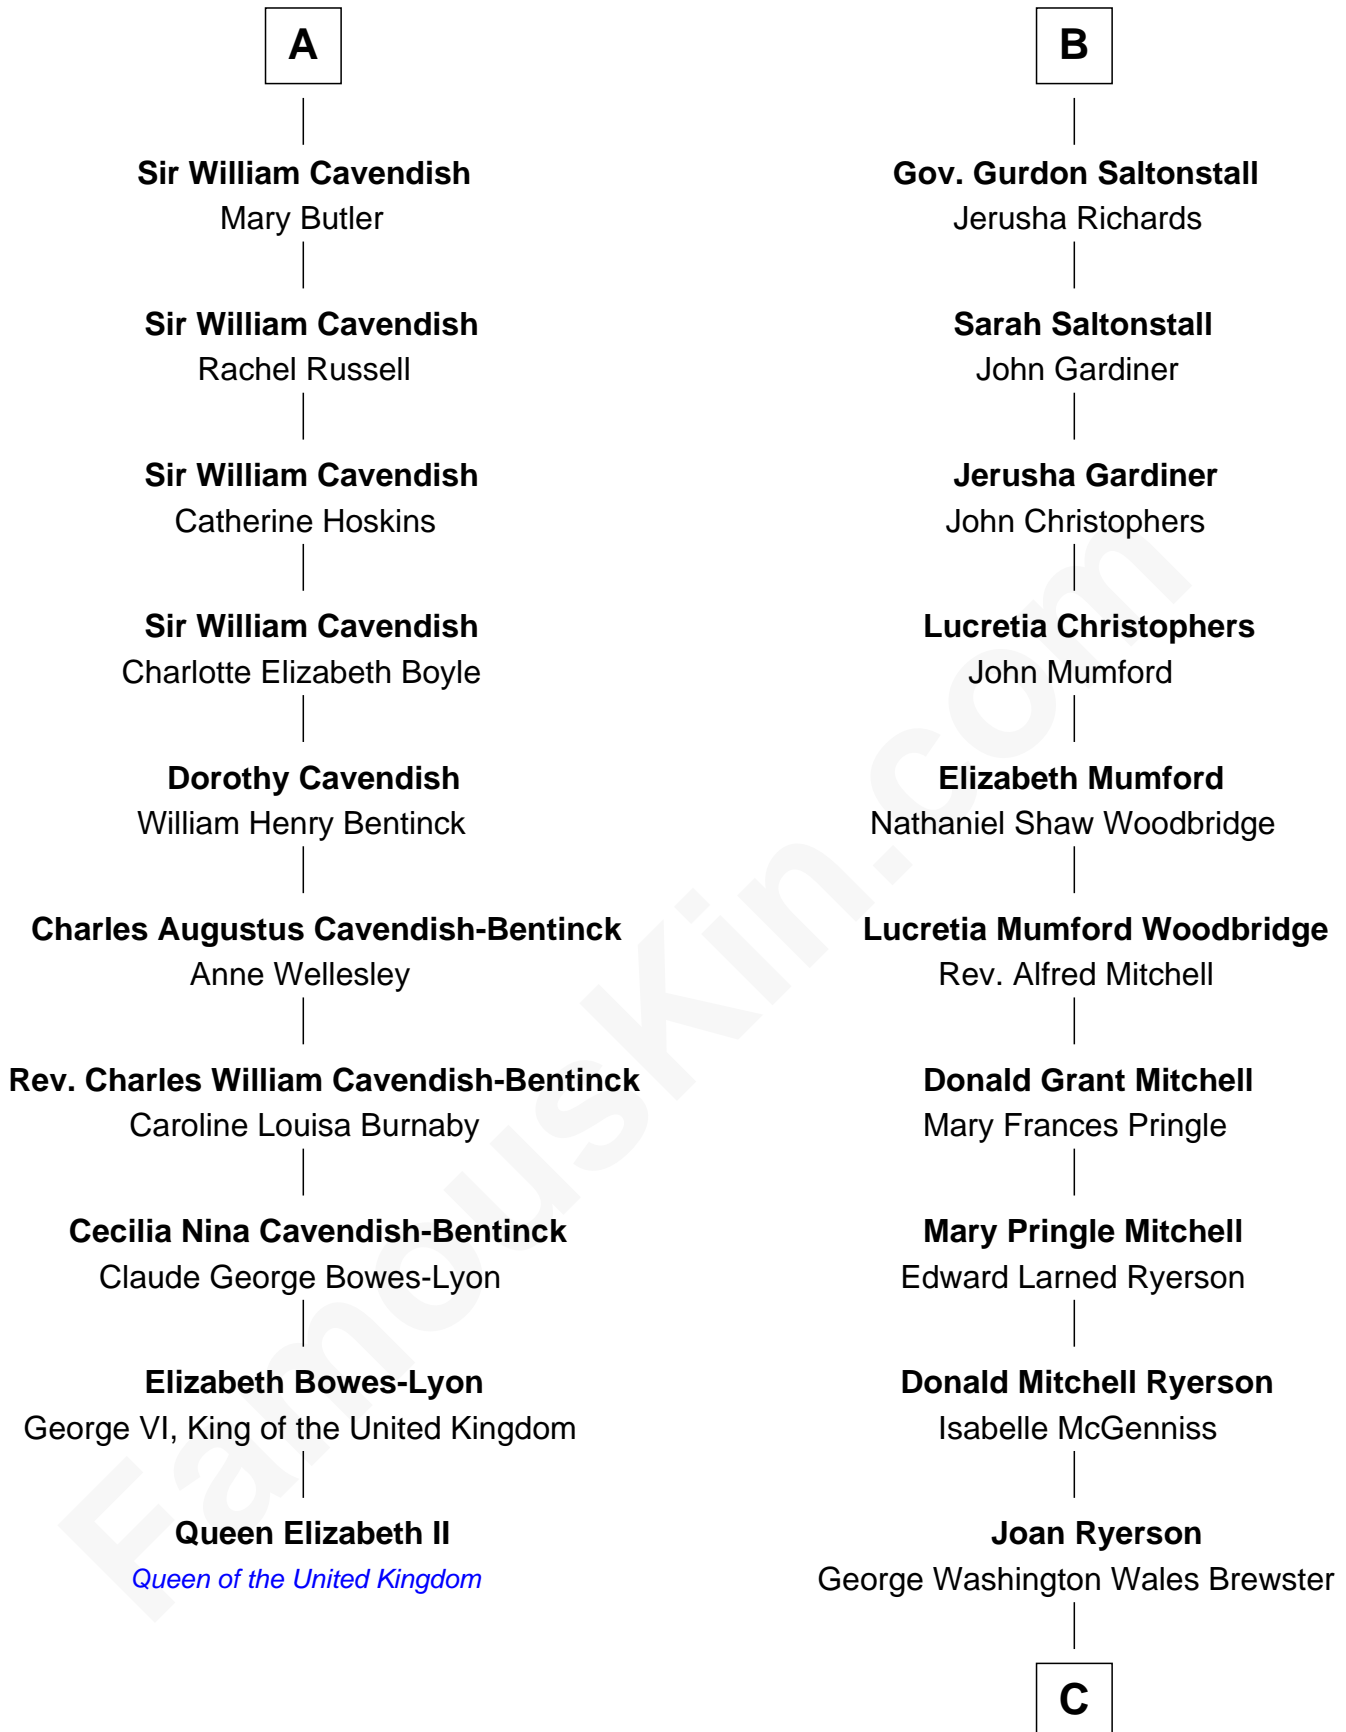 A
Sir William Cavendish
Mary Butler
Sir William Cavendish
Rachel Russell
Sir William Cavendish
Catherine Hoskins
Sir William Cavendish
Charlotte Elizabeth Boyle
Dorothy Cavendish
William Henry Bentinck
Charles Augustus Cavendish-Bentinck
Anne Wellesley
Rev. Charles William Cavendish-Bentinck
Caroline Louisa Burnaby
Cecilia Nina Cavendish-Bentinck
Claude George Bowes-Lyon
Elizabeth Bowes-Lyon
George VI, King of the United Kingdom
Queen Elizabeth II
Queen of the United Kingdom
B
Gov. Gurdon Saltonstall
Jerusha Richards
Sarah Saltonstall
John Gardiner
Jerusha Gardiner
John Christophers
Lucretia Christophers
John Mumford
Elizabeth Mumford
Nathaniel Shaw Woodbridge
Lucretia Mumford Woodbridge
Rev. Alfred Mitchell
Donald Grant Mitchell
Mary Frances Pringle
Mary Pringle Mitchell
Edward Larned Ryerson
Donald Mitchell Ryerson
Isabelle McGenniss
Joan Ryerson
George Washington Wales Brewster
C
FamousKin.com